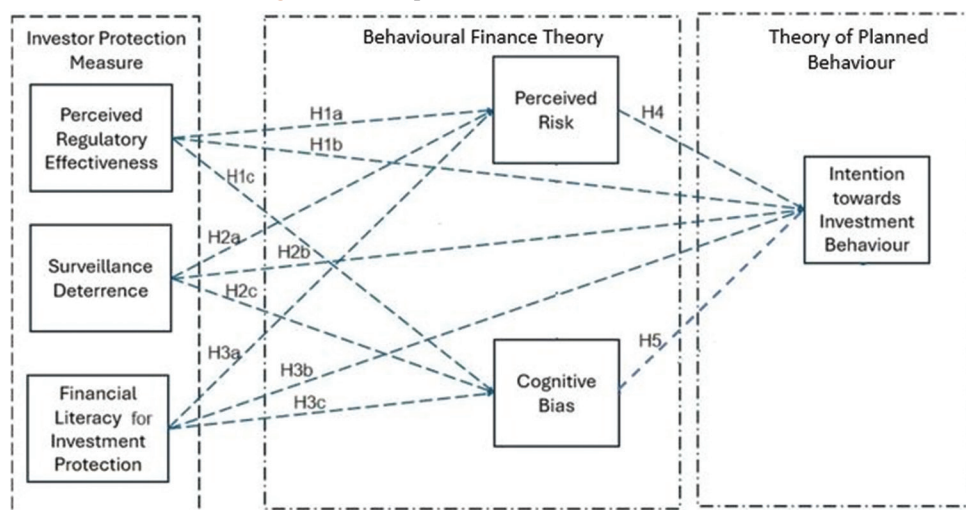 Investor Protection
Measure
Behavioural Finance Theory
Theory of Planned
Behaviour
Perceived
Regulatory
Effectiveness
Surveillance
Deterrence
Financial
Literacy for
Investment
Protection
H1a
H1b
H1c
H2a
H2b
H2c
H3a
H3b
H3c
Perceived
Risk
Cognitive
Bias
H4
H5
Intention
towards
Investment
Behaviour